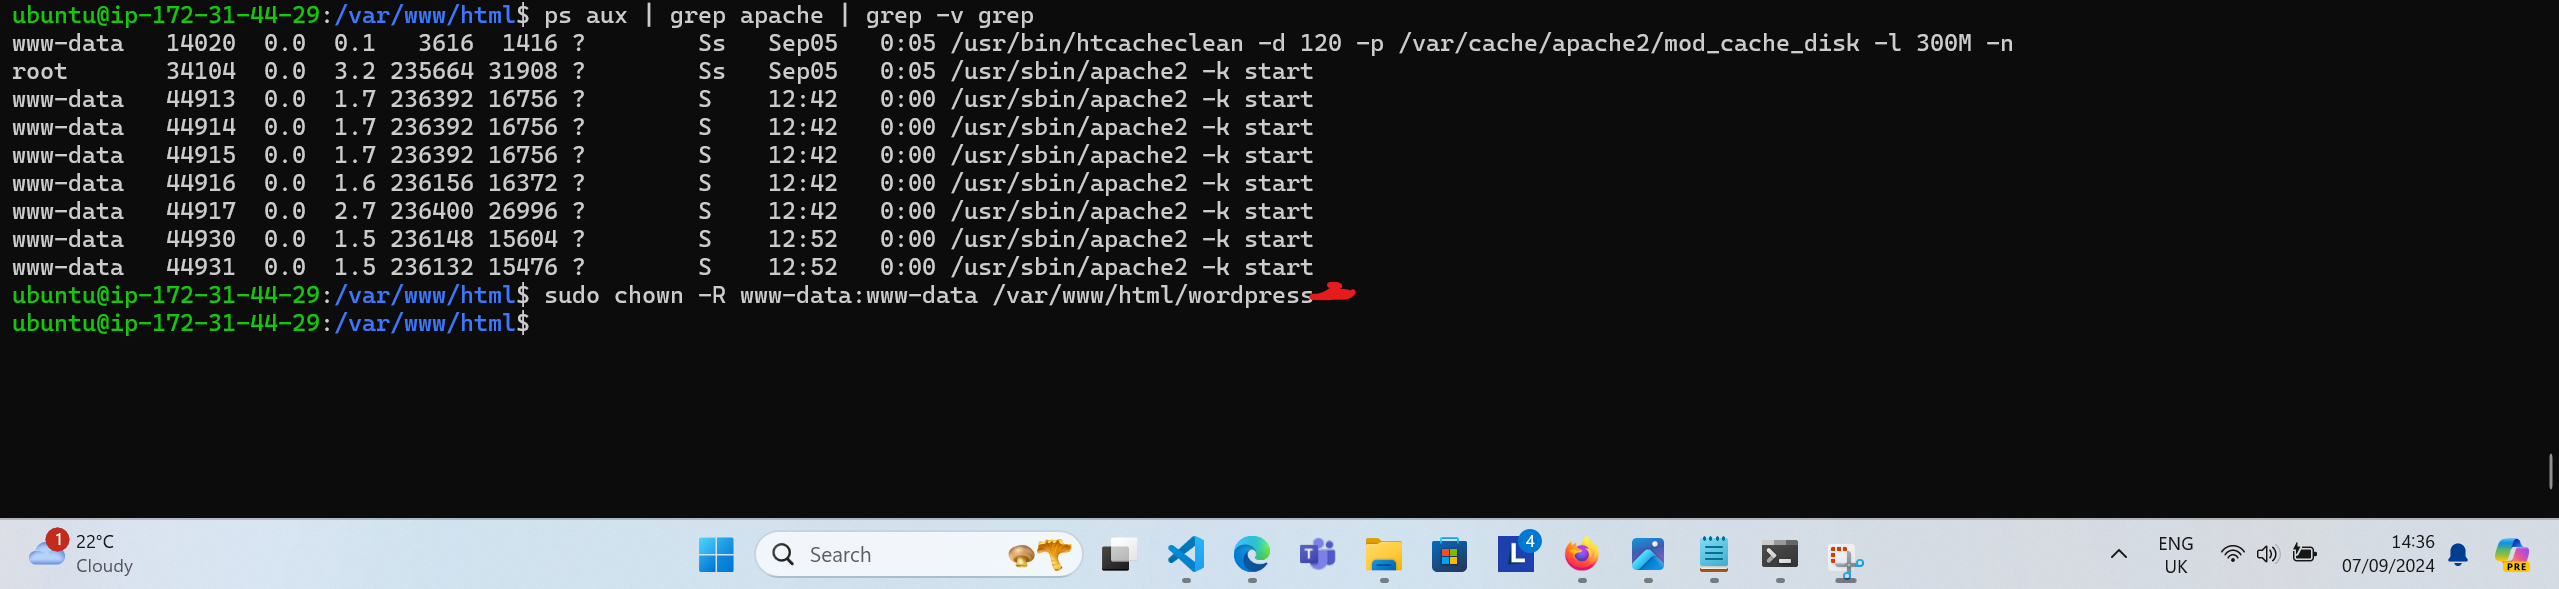 ubuntu@ip-172-31-44-29:/var/www/html$ ps aux | grep apache | grep -v grep
www-data   14020  0.0  0.1   3616  1416 ?        Ss   Sep05   0:05 /usr/bin/htcacheclean -d 120 -p /var/cache/apache2/mod_cache_disk -l 300M -n
root       34104  0.0  3.2 235664 31908 ?        Ss   Sep05   0:05 /usr/sbin/apache2 -k start
www-data   44913  0.0  1.7 236392 16756 ?        S    12:42   0:00 /usr/sbin/apache2 -k start
www-data   44914  0.0  1.7 236392 16756 ?        S    12:42   0:00 /usr/sbin/apache2 -k start
www-data   44915  0.0  1.7 236392 16756 ?        S    12:42   0:00 /usr/sbin/apache2 -k start
www-data   44916  0.0  1.6 236156 16372 ?        S    12:42   0:00 /usr/sbin/apache2 -k start
www-data   44917  0.0  2.7 236400 26996 ?        S    12:42   0:00 /usr/sbin/apache2 -k start
www-data   44930  0.0  1.5 236148 15604 ?        S    12:52   0:00 /usr/sbin/apache2 -k start
www-data   44931  0.0  1.5 236132 15476 ?        S    12:52   0:00 /usr/sbin/apache2 -k start
ubuntu@ip-172-31-44-29:/var/www/html$ sudo chown -R www-data:www-data /var/www/html/wordpress
ubuntu@ip-172-31-44-29:/var/www/html$
1
22°C
Cloudy
Search
T
L
4
ENG
UK
14:36
07/09/2024
PRE